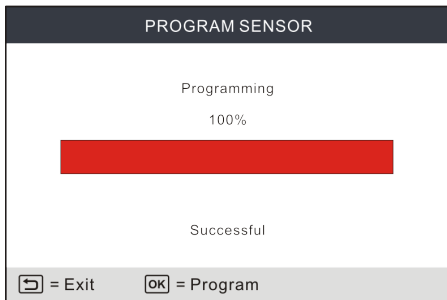 PROGRAM SENSOR
Programming
100%
Successful
= Exit OK = Program